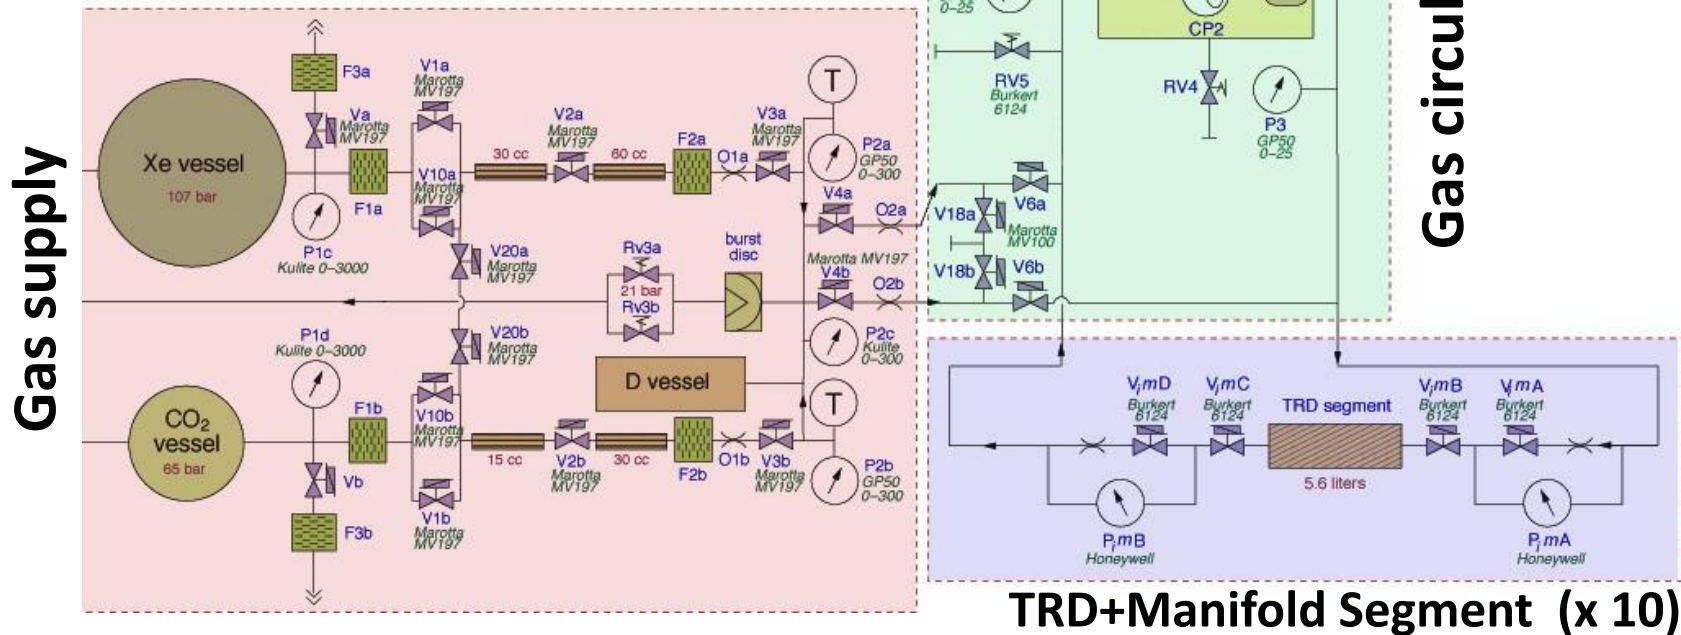 Gas supply
F3a
Va
Marotta
MV197
V1a
Marotta
MV197
Xe vessel
107 bar
F1a
P1c
Kulite 0–3000
V10a
Marotta
MV197
30 cc
V2a
Marotta
MV197
60 cc
F2a
O1a
V3a
Marotta
MV197
T
P2a
GP50
0–300
V4a
O2a
V20a
Marotta
MV197
Rv3a
21 bar
Rv3b
burst
disc
Marotta MV197
V4b
O2b
P1d
Kulite 0–3000
V20b
Marotta
MV197
P2c
Kulite
0–300
D vessel
T
CO2
vessel
65 bar
F1b
V10b
Marotta
MV197
15 cc
V2b
Marotta
MV197
30 cc
F2b
O1b
V3b
Marotta
MV197
P2b
GP50
0–300
Vb
F3b
V1b
Marotta
MV197
Gas circul
0–25
CP2
RV5
Burkert
6124
RV4
P3
GP50
0–25
V18a
V6a
Marotta
MV100
V18b
V6b
VimD
Burkert
6124
VimC
Burkert
6124
TRD segment
5.6 liters
VimB
Burkert
6124
VimA
Burkert
6124
PimB
Honeywell
PimA
Honeywell
TRD+Manifold Segment (x 10)